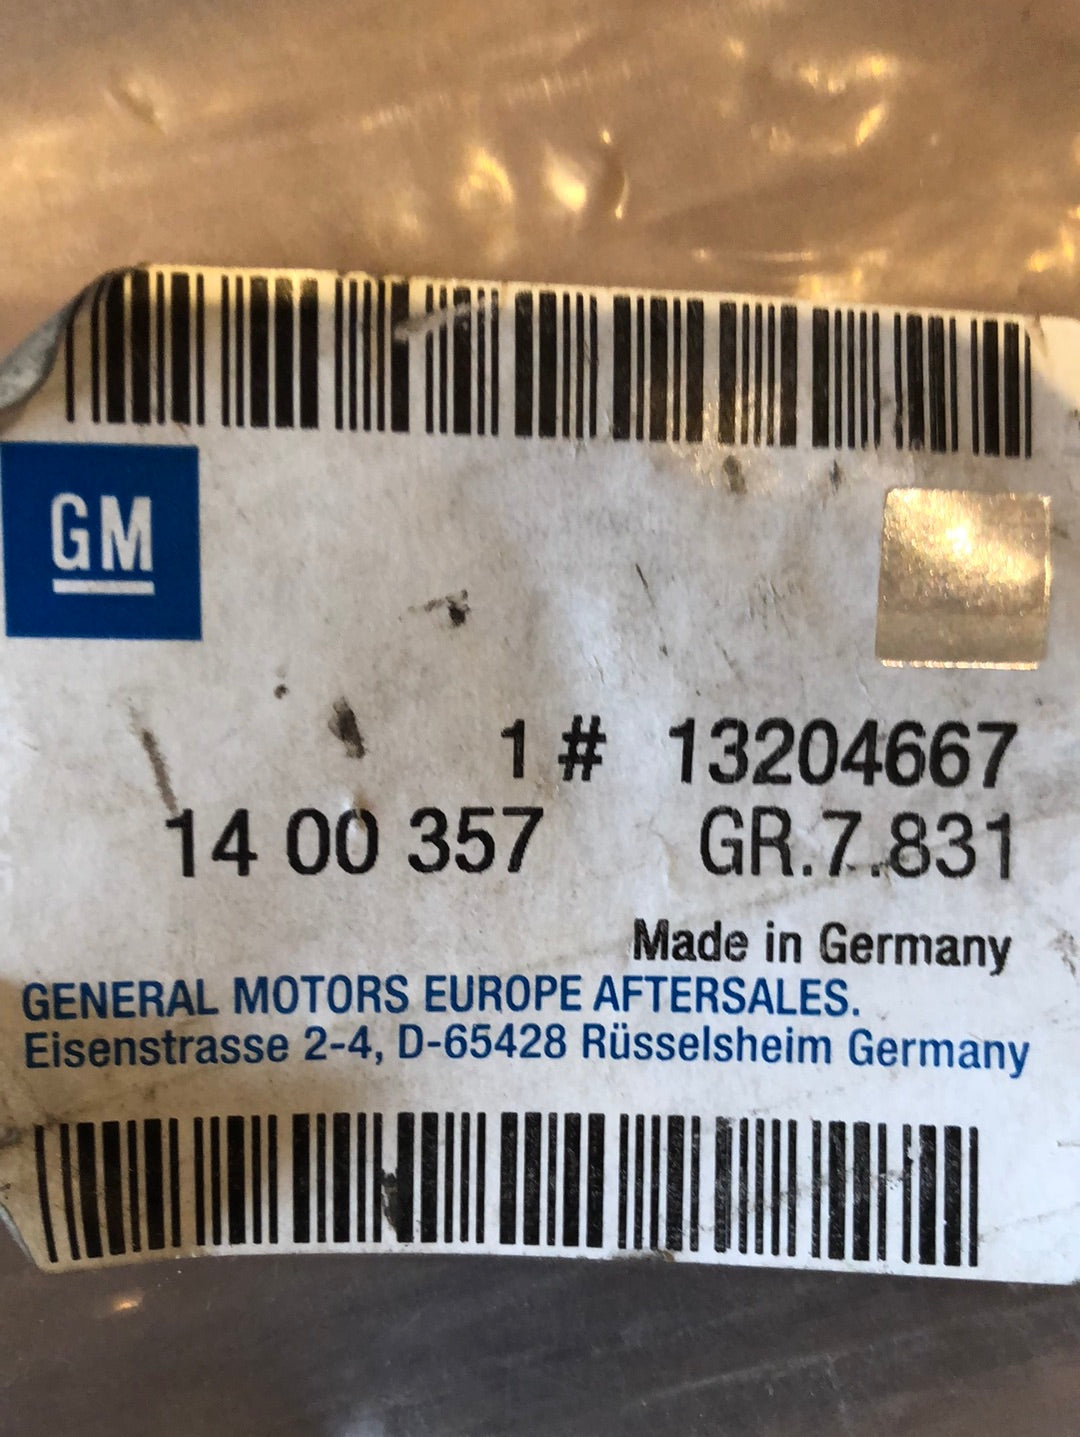 GM
1 # 13204667
14 00 357 GR.7.831
Made in Germany
GENERAL MOTORS EUROPE AFTERSALES.
Eisenstrasse 2-4, D-65428 Rüsselsheim Germany